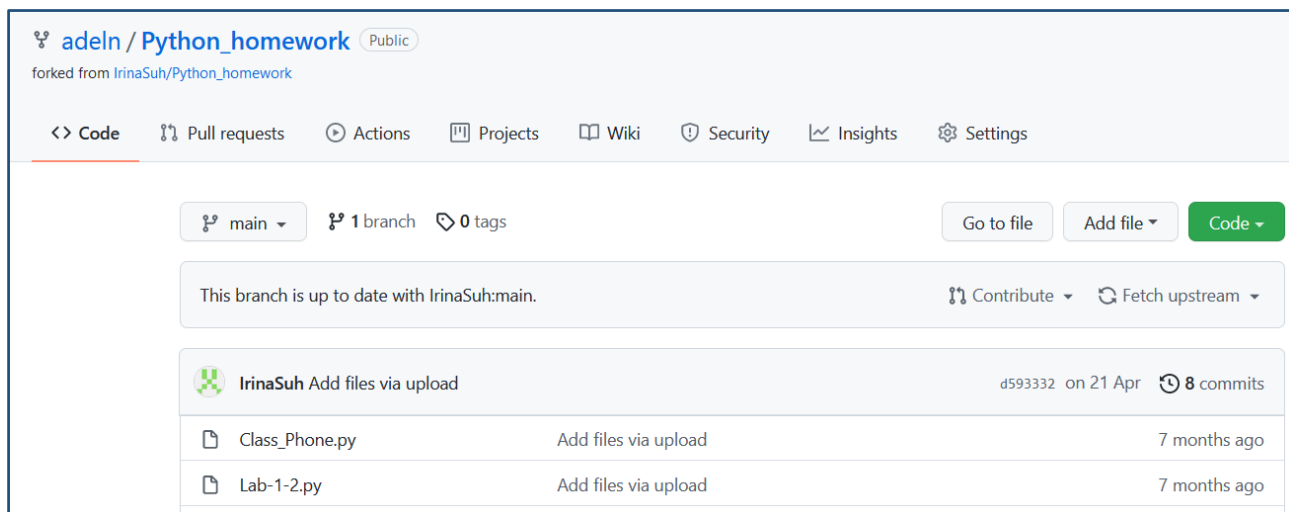 adeln / Python_homework Public
forked from IrinaSuh/Python_homework
<> Code Pull requests Actions Projects Wiki Security Insights Settings
main 1 branch 0 tags Go to file Add file Code
This branch is up to date with IrinaSuh:main. Contribute Fetch upstream
IrinaSuh Add files via upload d593332 on 21 Apr 8 commits
Class_Phone.py Add files via upload 7 months ago
Lab-1-2.py Add files via upload 7 months ago